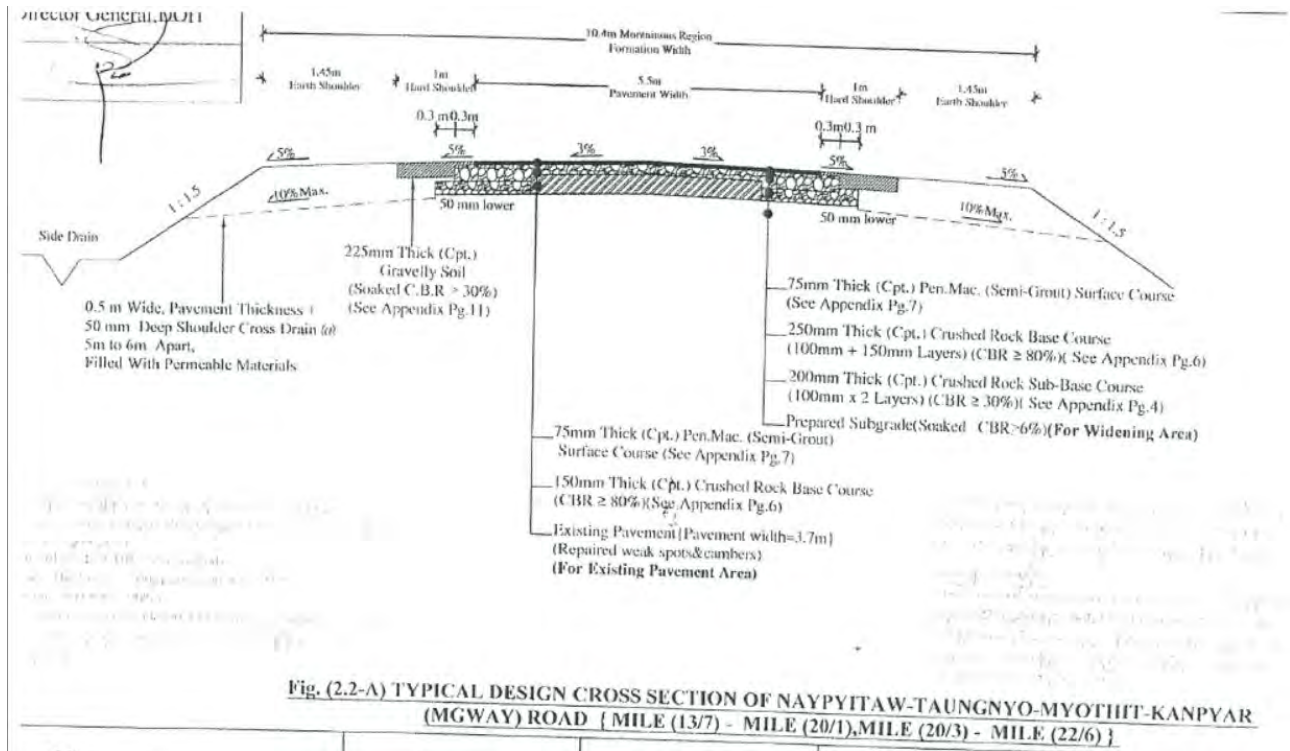 Director General, MOH
10.4m Mountainous Region
Formation Width
1.45m
Earth Shoulder
1m
Hard Shoulder
5.5m
Pavement Width
1m
Hard Shoulder
1.45m
Earth Shoulder
0.3 m 0.3m
0.3m 0.3 m
5%
5%
3%
3%
5%
5%
1 : 1.5
10%Max.
50 mm lower
50 mm lower
10%Max.
1 : 1.5
Side Drain
0.5 m Wide, Pavement Thickness +
50 mm Deep Shoulder Cross Drain @
5m to 6m Apart,
Filled With Permeable Materials
225mm Thick (Cpt.)
Gravelly Soil
(Soaked C.B.R > 30%)
(See Appendix Pg.11)
75mm Thick (Cpt.) Pen.Mac. (Semi-Grout) Surface Course
(See Appendix Pg.7)
250mm Thick (Cpt.) Crushed Rock Base Course
(100mm + 150mm Layers) (CBR ≥ 80%)( See Appendix Pg.6)
200mm Thick (Cpt.) Crushed Rock Sub-Base Course
(100mm x 2 Layers) (CBR ≥ 30%)( See Appendix Pg.4)
Prepared Subgrade(Soaked CBR>6%)(For Widening Area)
75mm Thick (Cpt.) Pen.Mac. (Semi-Grout)
Surface Course (See Appendix Pg.7)
150mm Thick (Cpt.) Crushed Rock Base Course
(CBR ≥ 80%)(See Appendix Pg.6)
Existing Pavement{Pavement width=3.7m}
(Repaired weak spots&cambers)
(For Existing Pavement Area)
Fig. (2.2-A) TYPICAL DESIGN CROSS SECTION OF NAYPYITAW-TAUNGNYO-MYOTHIT-KANPYAR
(MGWAY) ROAD { MILE (13/7) - MILE (20/1),MILE (20/3) - MILE (22/6) }